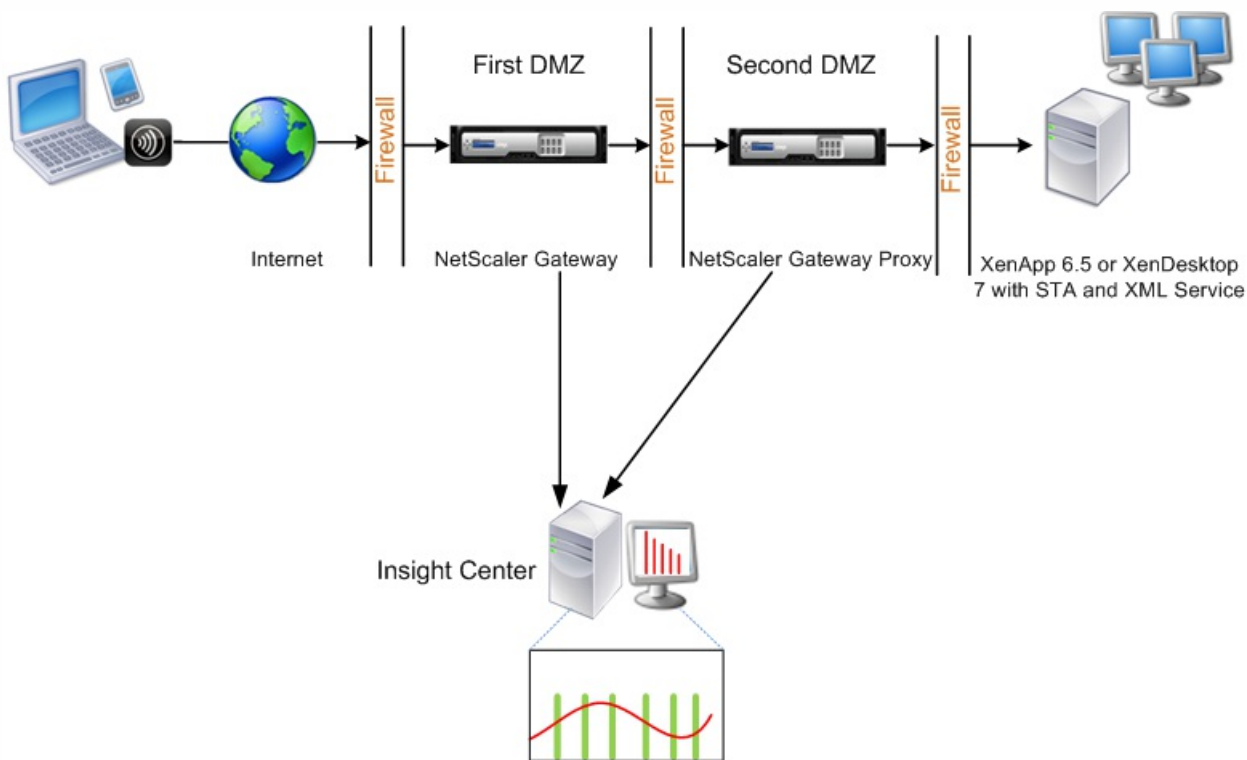 First DMZ
Second DMZ
Firewall
Firewall
Firewall
Internet
NetScaler Gateway
NetScaler Gateway Proxy
XenApp 6.5 or XenDesktop
7 with STA and XML Service
Insight Center